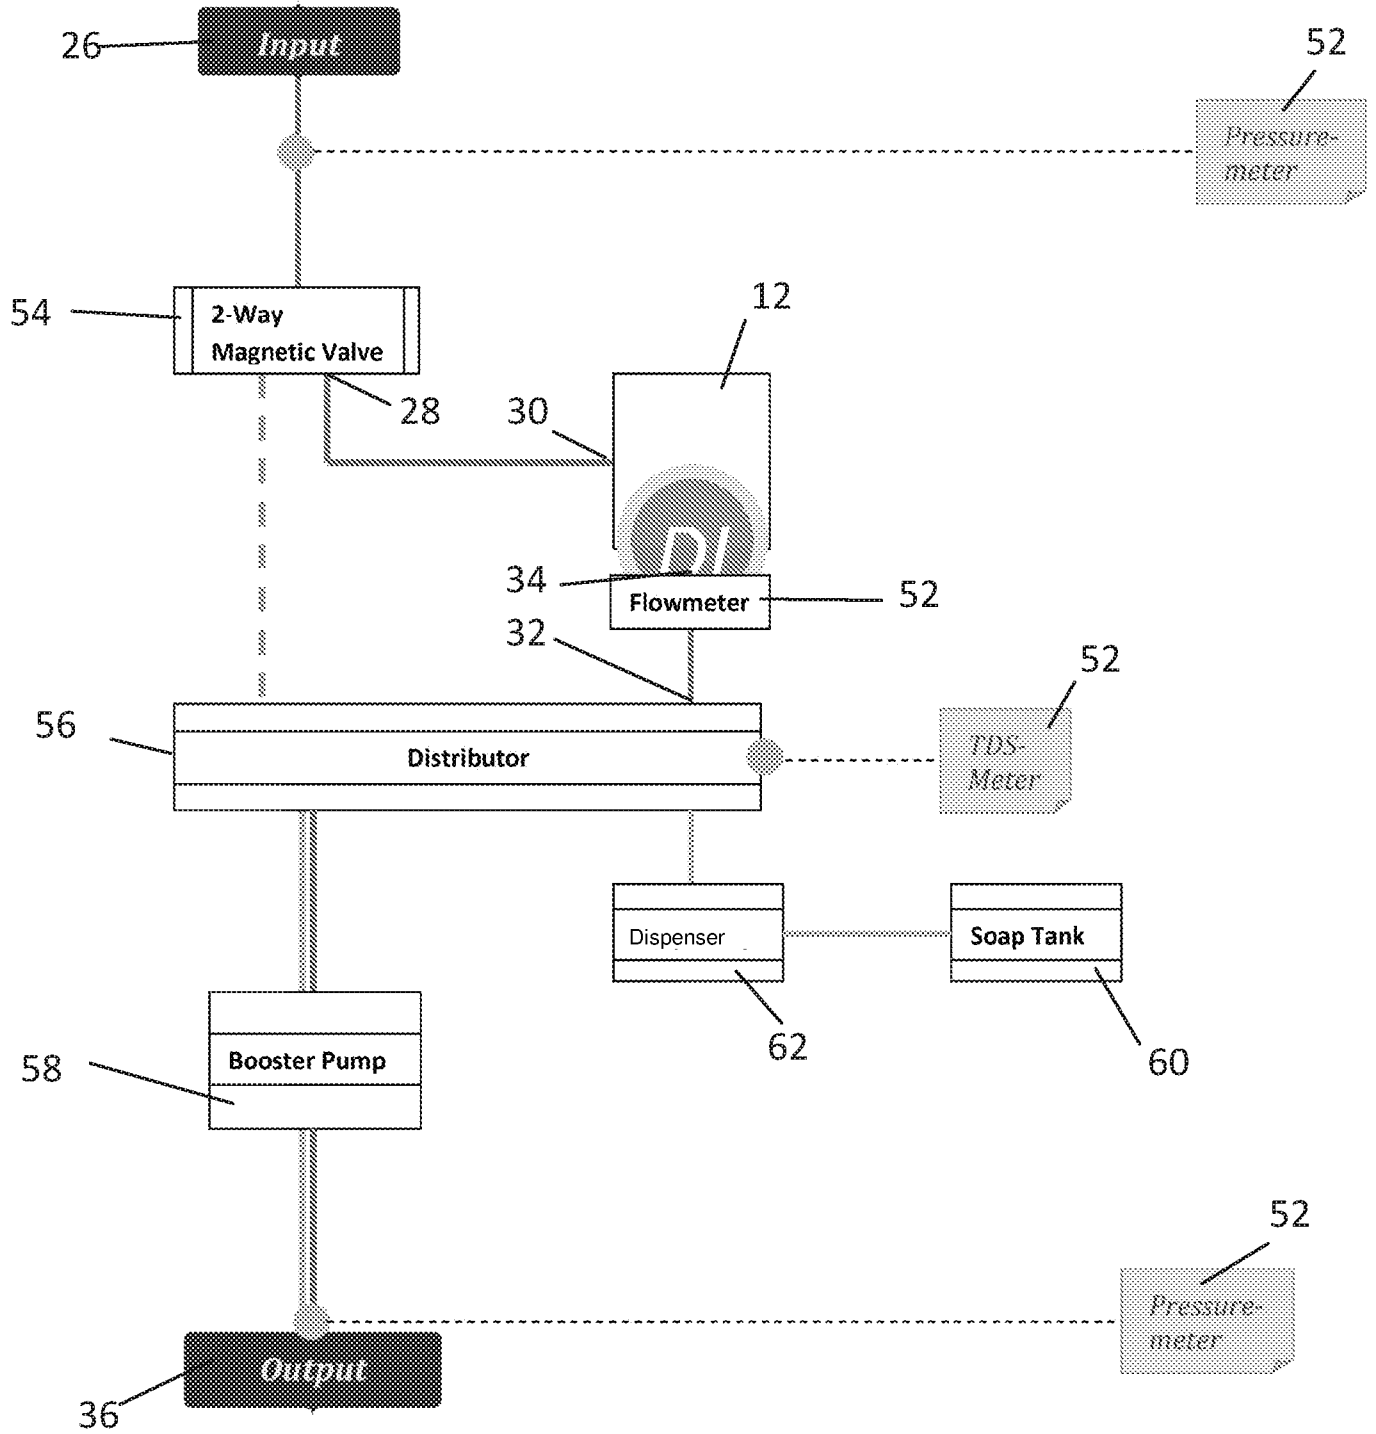 26
Input
52
Pressure-
meter
54
2-Way
Magnetic Valve
12
28
30
DI
34
Flowmeter
52
32
52
56
Distributor
TDS-
Meter
Dispenser
Soap Tank
62
60
58
Booster Pump
52
Pressure-
meter
Output
36